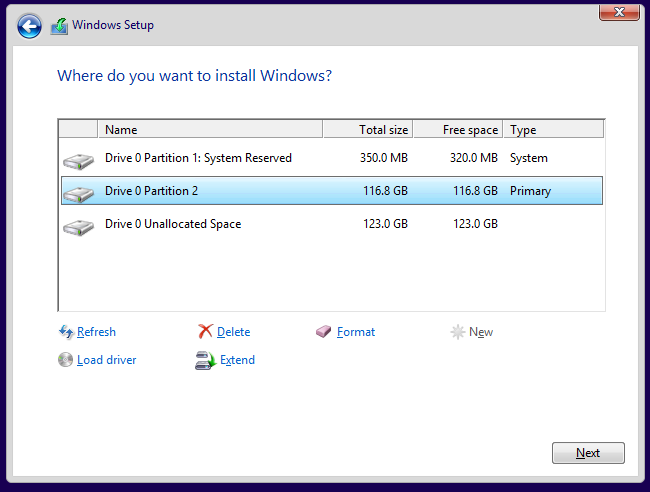 Windows Setup
Where do you want to install Windows?
Name Total size Free space Type
Drive 0 Partition 1: System Reserved 350.0 MB 320.0 MB System
Drive 0 Partition 2 116.8 GB 116.8 GB Primary
Drive 0 Unallocated Space 123.0 GB 123.0 GB
Refresh Delete Format New
Load driver Extend
Next